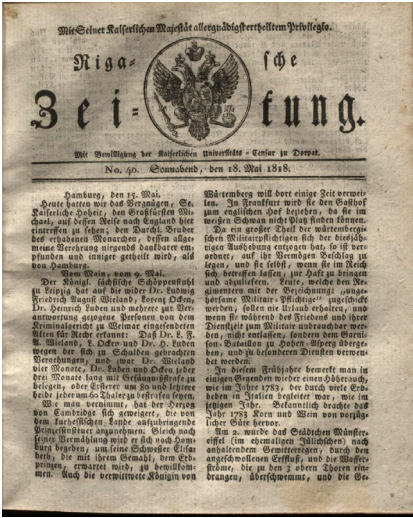 Mit Seiner Kaiserlichen Majestät allergnädigst ertheiltem Privilegio.
Riga- sche
Zei- tung.
Mit Bewilligung der Kaiserlichen Universitäts-Censur zu Dorpat.
No. 40. Sonnabend, den 18. Mai 1818.
Hamburg, den 15. Mai.
Heute hatten wir das Vergnügen, Se.
Kaiserliche Hoheit, den Großfürsten Mi-
chael, auf dessen Reise nach England hier
eintreffen zu sehen; den Durchl. Bruder
des erhabenen Monarchen, dessen allge-
meine Verehrung nirgends dankbarer em-
pfunden und inniger getheilt wird, als
von Hamburg.
Vom Main, vom 9. Mai.
Der Königl. sächsische Schöppenstuhl
zu Leipzig hat auf die wider Dr. Ludwig
Friedrich August Wieland, Lorenz Ocken,
Dr. Heinrich Luden und mehrere zur Ver-
antwortung gezogene Personen von dem
Kriminalgericht zu Weimar eingesendeten
Akten für Recht erkannt: Daß Dr. L. F.
A. Wieland, L. Ocken und Dr. H. Luden
wegen der sich zu Schulden gebrachten
Verachtungen, und zwar Dr. Wieland
vier Monate, Dr. Luden und Ocken jeder
drei Monate lang mit Gefängnißstrafe zu
belegen, oder Ersterer um 80 und letztere
beide jeder um 60 Thaler zu bestrafen seyen.
Wie man vernimmt, hat der Herzog
von Cambridge sich geweigert, die von
dem kurhessischen Lande aufzubringende
Prinzessinsteuer anzunehmen. Gleich nach
seiner Vermählung wird er sich nach Ham-
burg begeben, um seine Schwester Elisa-
beth, die mit ihrem Gemahl, dem Erb-
prinzen, erwartet wird, zu bewillkom-
men. Auch die verwittwete Königin von
Würtemberg will dort einige Zeit verwei-
len. In Frankfurt wird sie den Gasthof
zum englischen Hof beziehen, da sie im
weißen Schwan nicht Platz finden können.
Da ein großer Theil der würtembergi-
schen Militairpflichtigen sich der diesjäh-
rigen Aushebung entzogen hat, so ist ver-
ordnet, auf ihr Vermögen Beschlag zu
legen, und sie selbst, wenn sie im Reich
sich betreffen lassen, zur Haft zu bringen
und abzuliefern. Leute, welche den Re-
gimentern mit der Bezeichnung „ungehor-
same Militair-Pflichtige“ zugeschickt
werden, sollen nie Urlaub erhalten, und
wenn sie während des Friedens und ihrer
Dienstzeit zum Militair unbrauchbar wer-
den, nicht entlassen, sondern dem Garni-
son-Bataillon zu Hohen-Asperg überge-
ben, und zu besonderen Diensten verwen-
det werden.
In diesem Frühjahre bemerkt man in
einigen Gegenden wieder einen Höhrauch,
wie im Jahre 1783, der durch viele Erd-
beben in Italien begleitet war, wie im
jetzigen Jahr. Bekanntlich brachte das
Jahr 1783 Korn und Wein von vorzüg-
licher Güte hervor.
Am 2. wurde das Städtchen Münster-
eiffel (im ehemaligen Jülichschen) nach
anhaltendem Gewitterregen, durch den
angeschwollenen Erftfluß, und die Wasser-
ströme, die zu den 3 obern Thoren ein-
drangen, überschwemmt, und die Ge-